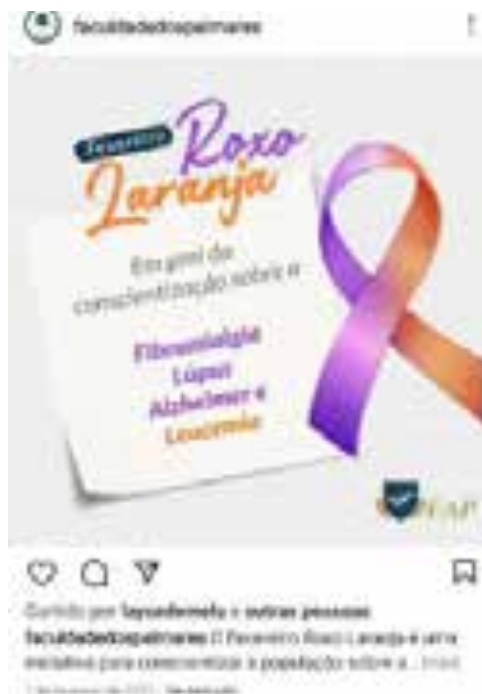 faculdadedospalmares
Fevereiro Roxo
Laranja
Em prol da
conscientização sobre a
Fibromialgia
Lúpus
Alzheimer e
Leucemia
Curtido por e outras pessoas
faculdadedospalmares O Fevereiro Roxo Laranja é uma
iniciativa para conscientizar a população sobre a... mais